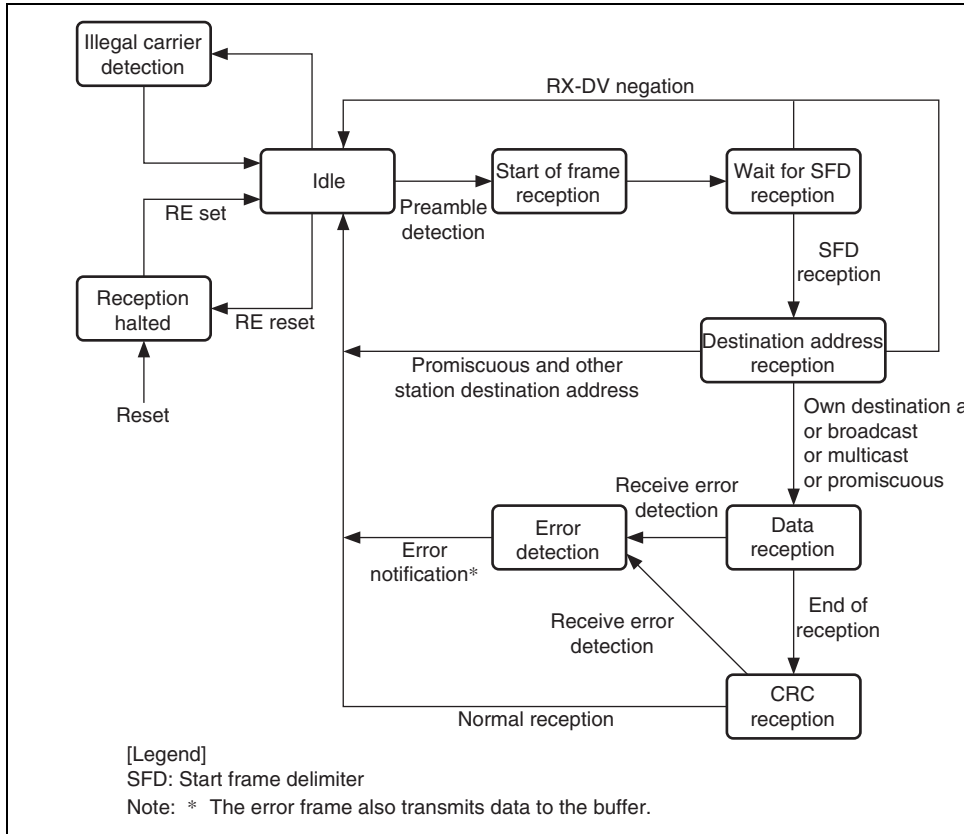 Illegal carrier
detection
RX-DV negation
Idle
Start of frame
reception
Wait for SFD
reception
Preamble
detection
RE set
SFD
reception
Reception
halted
RE reset
Destination address
reception
Promiscuous and other
station destination address
Reset
Own destination a
or broadcast
or multicast
or promiscuous
Receive error
detection
Error
detection
Data
reception
Error
notification*
End of
reception
Receive error
detection
CRC
reception
Normal reception
[Legend]
SFD: Start frame delimiter
Note: * The error frame also transmits data to the buffer.